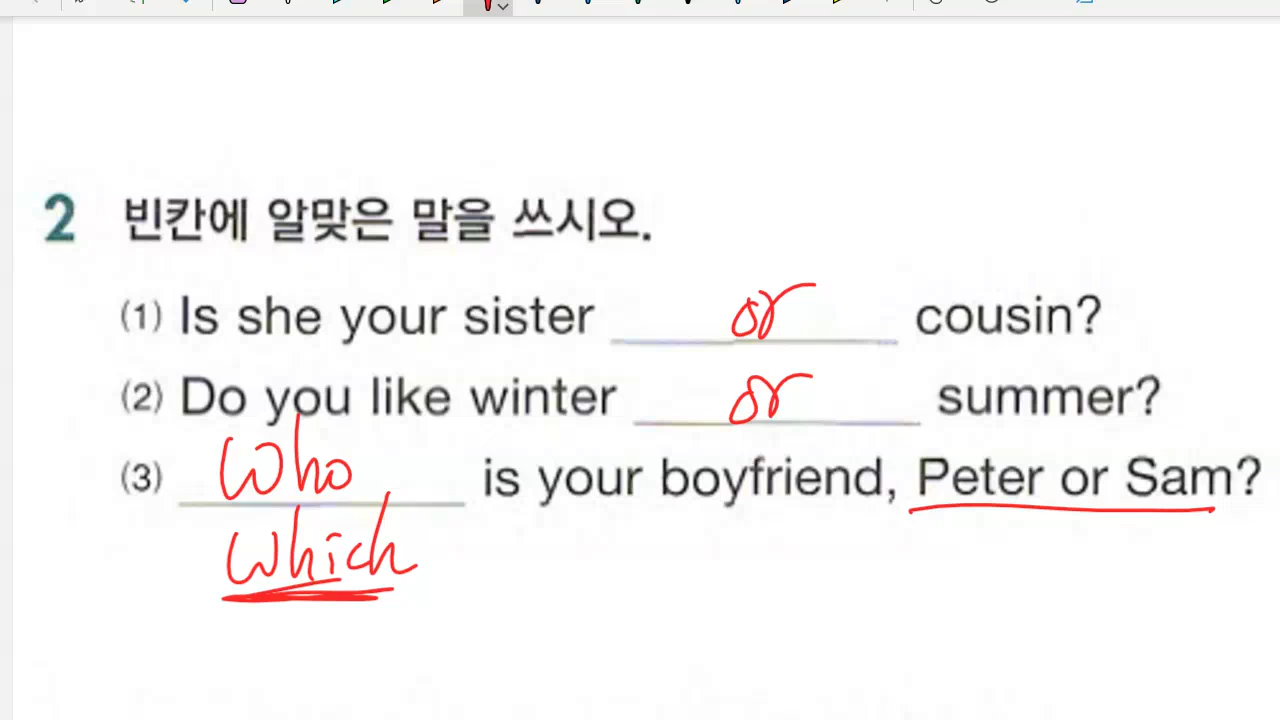 2 빈칸에 알맞은 말을 쓰시오.
(1) Is she your sister or cousin?
(2) Do you like winter or summer?
(3) Who is your boyfriend, Peter or Sam?
Which